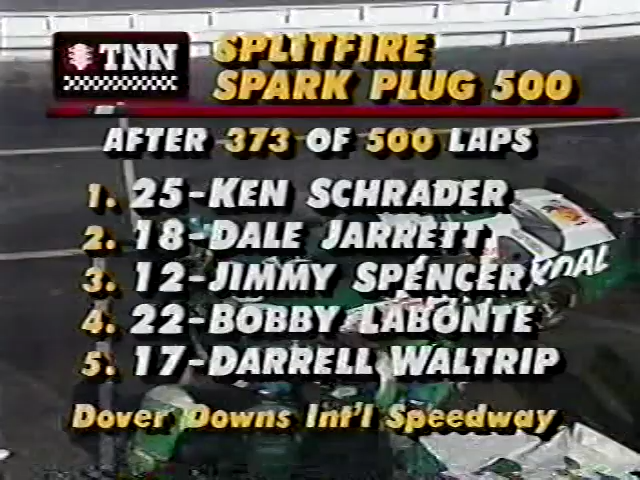 TNN
SPLITFIRE
SPARK PLUG 500
AFTER 373 OF 500 LAPS
1. 25-KEN SCHRADER
2. 18-DALE JARRETT
3. 12-JIMMY SPENCER
4. 22-BOBBY LABONTE
5. 17-DARRELL WALTRIP
KOAL
Dover Downs Int'l Speedway